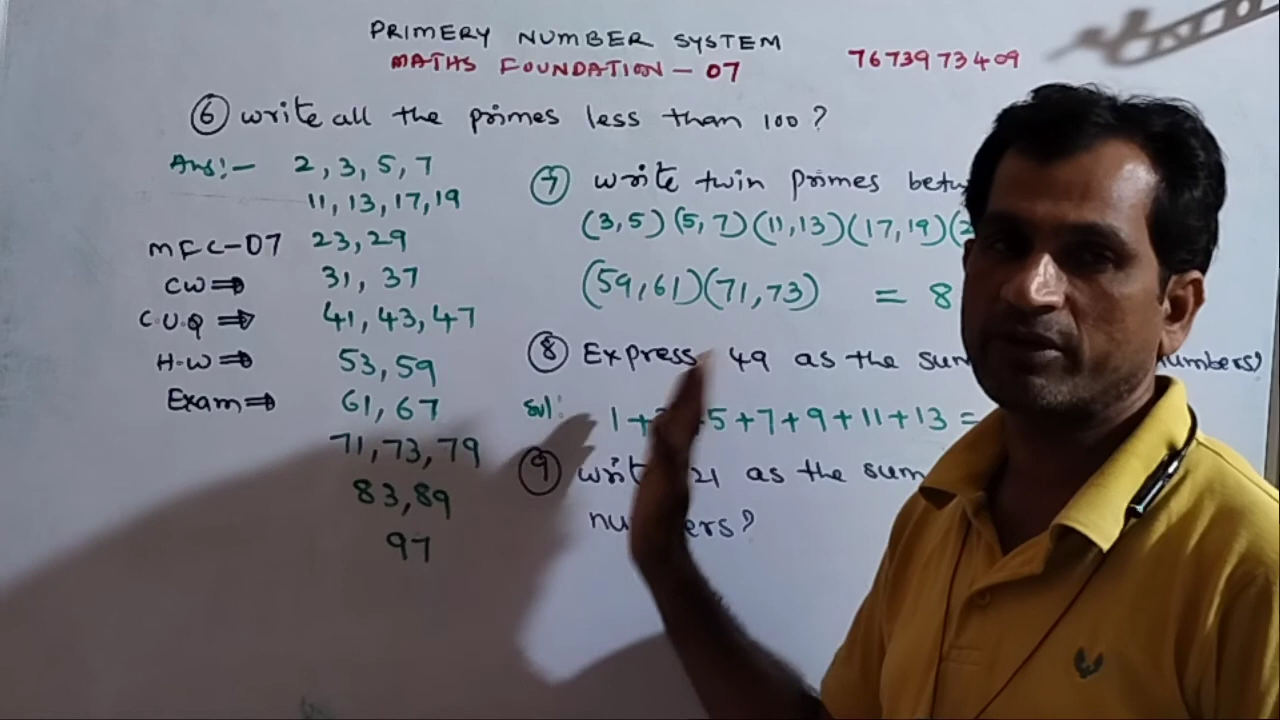 PRIMERY NUMBER SYSTEM
MATHS FOUNDATION - 07
7673973409
⑥ write all the primes less than 100?
Ans:- 2, 3, 5, 7
11, 13, 17, 19
MFC-07 23, 29
CW⇒ 31, 37
C.U.Q ⇒ 41, 43, 47
H.W⇒ 53, 59
Exam⇒ 61, 67
71, 73, 79
83, 89
97
⑦ write twin primes
(3,5) (5,7) (11,13) (17,19)
(59,61) (71,73) = 8
⑧ Express 49 as the numbers?
Sol: 1+ 5+7+9+11+13 =
⑨ as the sum